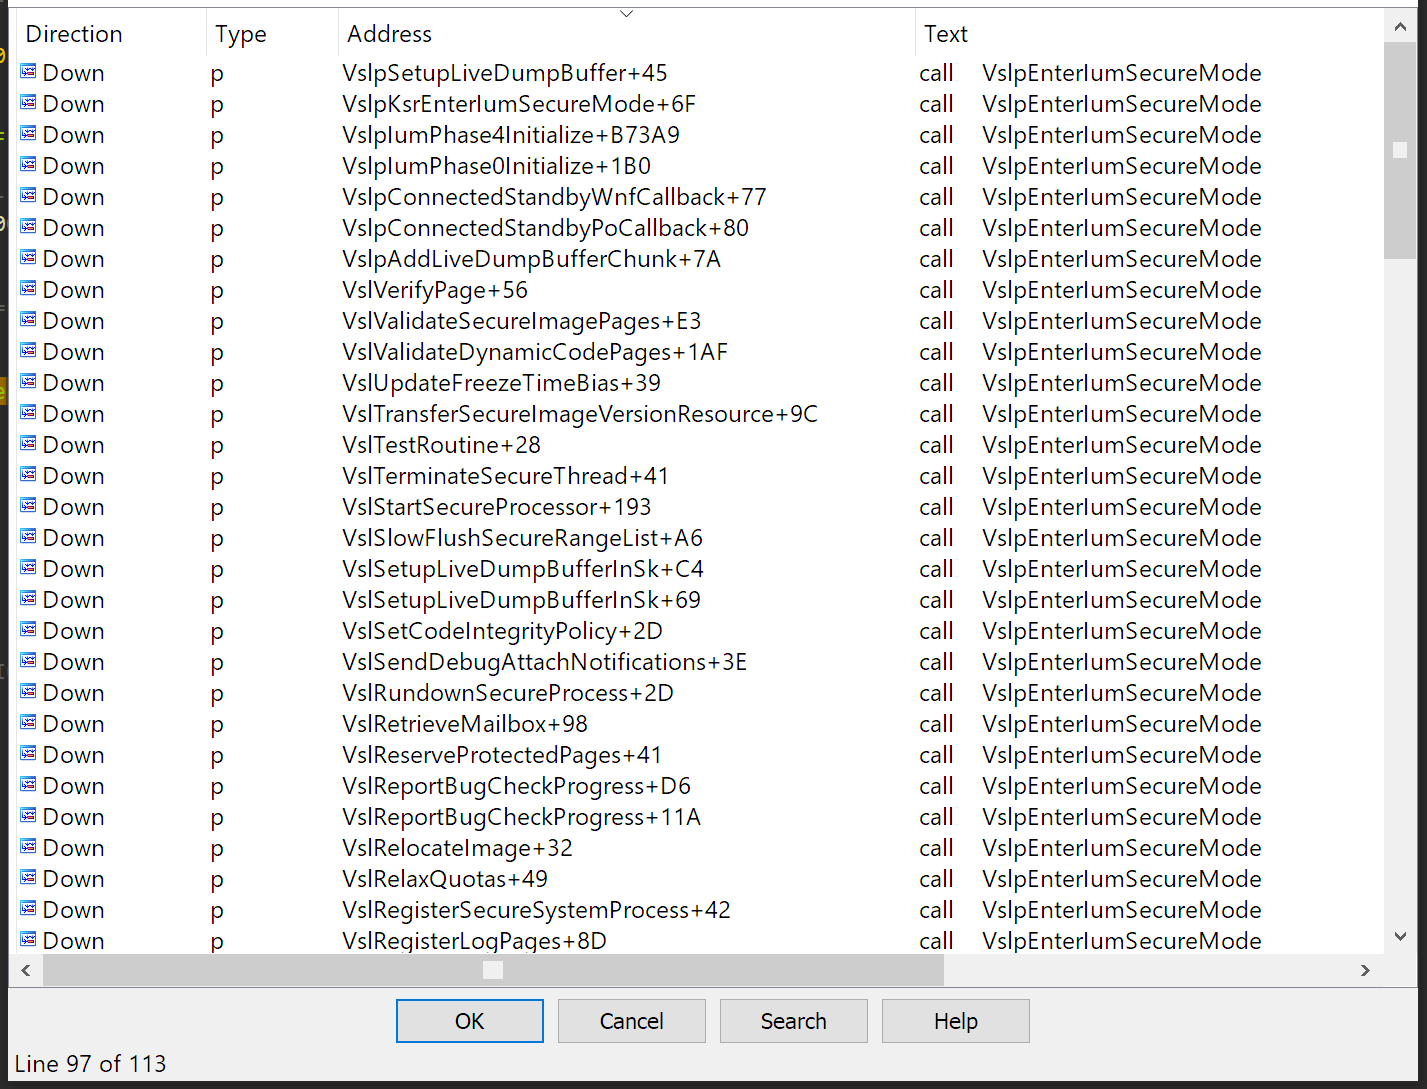 Direction Type Address Text
Down p VslpSetupLiveDumpBuffer+45 call VslpEnterIumSecureMode
Down p VslpKsrEnterIumSecureMode+6F call VslpEnterIumSecureMode
Down p VslpIumPhase4Initialize+B73A9 call VslpEnterIumSecureMode
Down p VslpIumPhase0Initialize+1B0 call VslpEnterIumSecureMode
Down p VslpConnectedStandbyWnfCallback+77 call VslpEnterIumSecureMode
Down p VslpConnectedStandbyPoCallback+80 call VslpEnterIumSecureMode
Down p VslpAddLiveDumpBufferChunk+7A call VslpEnterIumSecureMode
Down p VslVerifyPage+56 call VslpEnterIumSecureMode
Down p VslValidateSecureImagePages+E3 call VslpEnterIumSecureMode
Down p VslValidateDynamicCodePages+1AF call VslpEnterIumSecureMode
Down p VslUpdateFreezeTimeBias+39 call VslpEnterIumSecureMode
Down p VslTransferSecureImageVersionResource+9C call VslpEnterIumSecureMode
Down p VslTestRoutine+28 call VslpEnterIumSecureMode
Down p VslTerminateSecureThread+41 call VslpEnterIumSecureMode
Down p VslStartSecureProcessor+193 call VslpEnterIumSecureMode
Down p VslSlowFlushSecureRangeList+A6 call VslpEnterIumSecureMode
Down p VslSetupLiveDumpBufferInSk+C4 call VslpEnterIumSecureMode
Down p VslSetupLiveDumpBufferInSk+69 call VslpEnterIumSecureMode
Down p VslSetCodeIntegrityPolicy+2D call VslpEnterIumSecureMode
Down p VslSendDebugAttachNotifications+3E call VslpEnterIumSecureMode
Down p VslRundownSecureProcess+2D call VslpEnterIumSecureMode
Down p VslRetrieveMailbox+98 call VslpEnterIumSecureMode
Down p VslReserveProtectedPages+41 call VslpEnterIumSecureMode
Down p VslReportBugCheckProgress+D6 call VslpEnterIumSecureMode
Down p VslReportBugCheckProgress+11A call VslpEnterIumSecureMode
Down p VslRelocateImage+32 call VslpEnterIumSecureMode
Down p VslRelaxQuotas+49 call VslpEnterIumSecureMode
Down p VslRegisterSecureSystemProcess+42 call VslpEnterIumSecureMode
Down p VslRegisterLogPages+8D call VslpEnterIumSecureMode
OK Cancel Search Help
Line 97 of 113